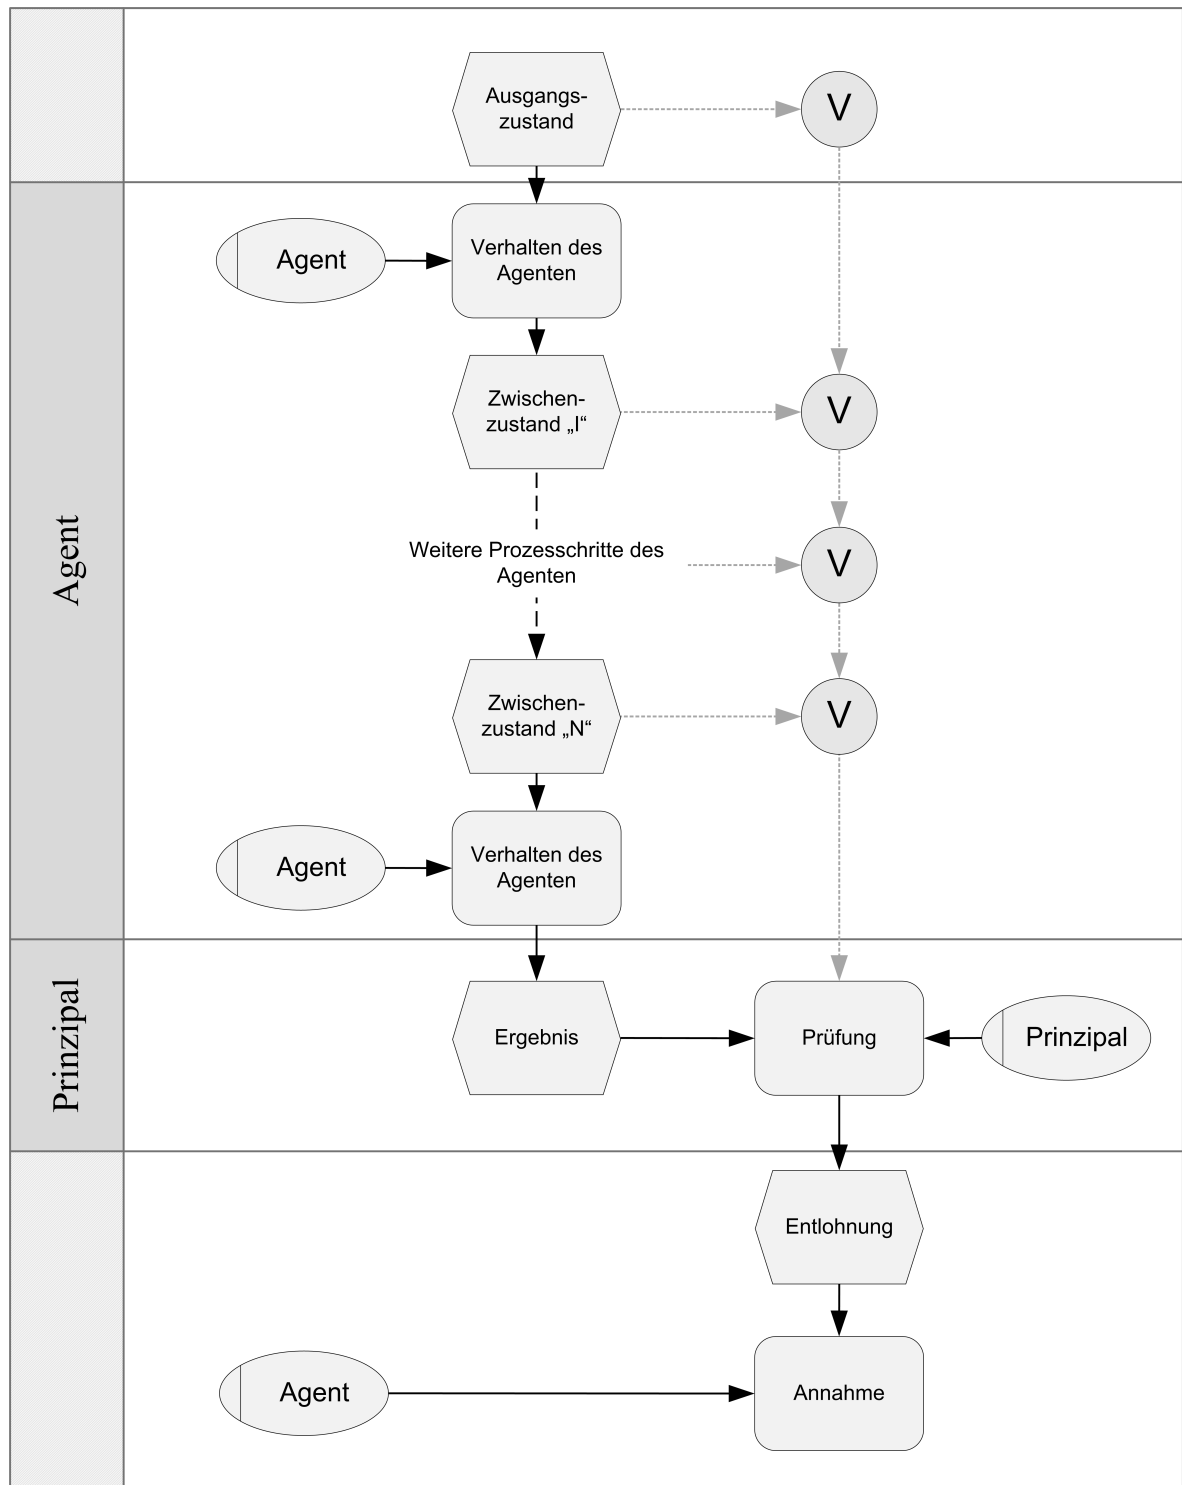 Ausgangs-
zustand
V
Agent
Verhalten des
Agenten
Zwischen-
zustand „I“
V
Agent
Weitere Prozesschritte des
Agenten
V
Zwischen-
zustand „N“
V
Agent
Verhalten des
Agenten
Prinzipal
Ergebnis
Prüfung
Prinzipal
Entlohnung
Agent
Annahme